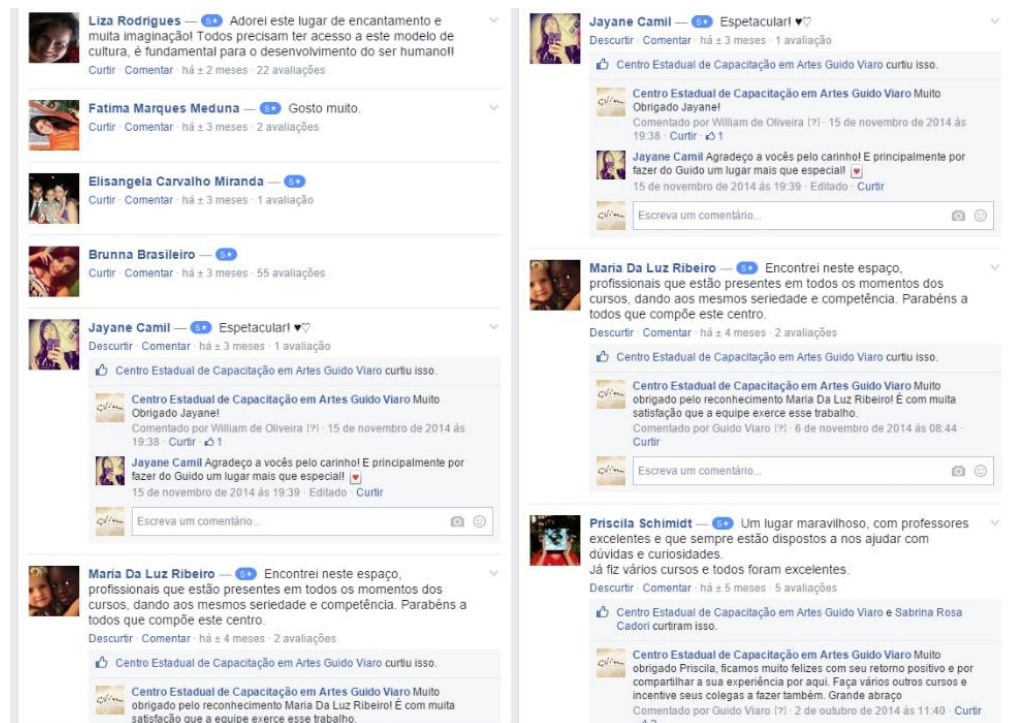 Liza Rodrigues — 5★ Adorei este lugar de encantamento e
muita imaginação! Todos precisam ter acesso a este modelo de
cultura, é fundamental para o desenvolvimento do ser humano!!
Curtir · Comentar · há ± 2 meses · 22 avaliações
Fatima Marques Meduna — 5★ Gosto muito.
Curtir · Comentar · há ± 3 meses · 2 avaliações
Elisangela Carvalho Miranda — 5★
Curtir · Comentar · há ± 3 meses · 1 avaliação
Brunna Brasileiro — 5★
Curtir · Comentar · há ± 3 meses · 55 avaliações
Jayane Camil — 5★ Espetacular! ♥♡
Descurtir · Comentar · há ± 3 meses · 1 avaliação
Centro Estadual de Capacitação em Artes Guido Viaro curtiu isso.
Centro Estadual de Capacitação em Artes Guido Viaro Muito
Obrigado Jayane!
Comentado por William de Oliveira [?] · 15 de novembro de 2014 às
19:38 · Curtir · 1
Jayane Camil Agradeço a vocês pelo carinho! E principalmente por
fazer do Guido um lugar mais que especial!
15 de novembro de 2014 às 19:39 · Editado · Curtir
Escreva um comentário...
Maria Da Luz Ribeiro — 5★ Encontrei neste espaço,
profissionais que estão presentes em todos os momentos dos
cursos, dando aos mesmos seriedade e competência. Parabéns a
todos que compõe este centro.
Descurtir · Comentar · há ± 4 meses · 2 avaliações
Centro Estadual de Capacitação em Artes Guido Viaro curtiu isso.
Centro Estadual de Capacitação em Artes Guido Viaro Muito
obrigado pelo reconhecimento Maria Da Luz Ribeiro! É com muita
satisfação que a equipe exerce esse trabalho.
Jayane Camil — 5★ Espetacular! ♥♡
Descurtir · Comentar · há ± 3 meses · 1 avaliação
Centro Estadual de Capacitação em Artes Guido Viaro curtiu isso.
Centro Estadual de Capacitação em Artes Guido Viaro Muito
Obrigado Jayane!
Comentado por William de Oliveira [?] · 15 de novembro de 2014 às
19:38 · Curtir · 1
Jayane Camil Agradeço a vocês pelo carinho! E principalmente por
fazer do Guido um lugar mais que especial!
15 de novembro de 2014 às 19:39 · Editado · Curtir
Escreva um comentário...
Maria Da Luz Ribeiro — 5★ Encontrei neste espaço,
profissionais que estão presentes em todos os momentos dos
cursos, dando aos mesmos seriedade e competência. Parabéns a
todos que compõe este centro.
Descurtir · Comentar · há ± 4 meses · 2 avaliações
Centro Estadual de Capacitação em Artes Guido Viaro curtiu isso.
Centro Estadual de Capacitação em Artes Guido Viaro Muito
obrigado pelo reconhecimento Maria Da Luz Ribeiro! É com muita
satisfação que a equipe exerce esse trabalho.
Comentado por Guido Viaro [?] · 6 de novembro de 2014 às 08:44 ·
Curtir
Escreva um comentário...
Priscila Schimidt — 5★ Um lugar maravilhoso, com professores
excelentes e que sempre estão dispostos a nos ajudar com
dúvidas e curiosidades.
Já fiz vários cursos e todos foram excelentes.
Descurtir · Comentar · há ± 5 meses · 5 avaliações
Centro Estadual de Capacitação em Artes Guido Viaro e Sabrina Rosa
Cadori curtiram isso.
Centro Estadual de Capacitação em Artes Guido Viaro Muito
obrigado Priscila, ficamos muito felizes com seu retorno positivo e por
compartilhar a sua experiência por aqui. Faça vários outros cursos e
incentive seus colegas a fazer também. Grande abraço
Comentado por Guido Viaro [?] · 2 de outubro de 2014 às 11:40 · Curtir